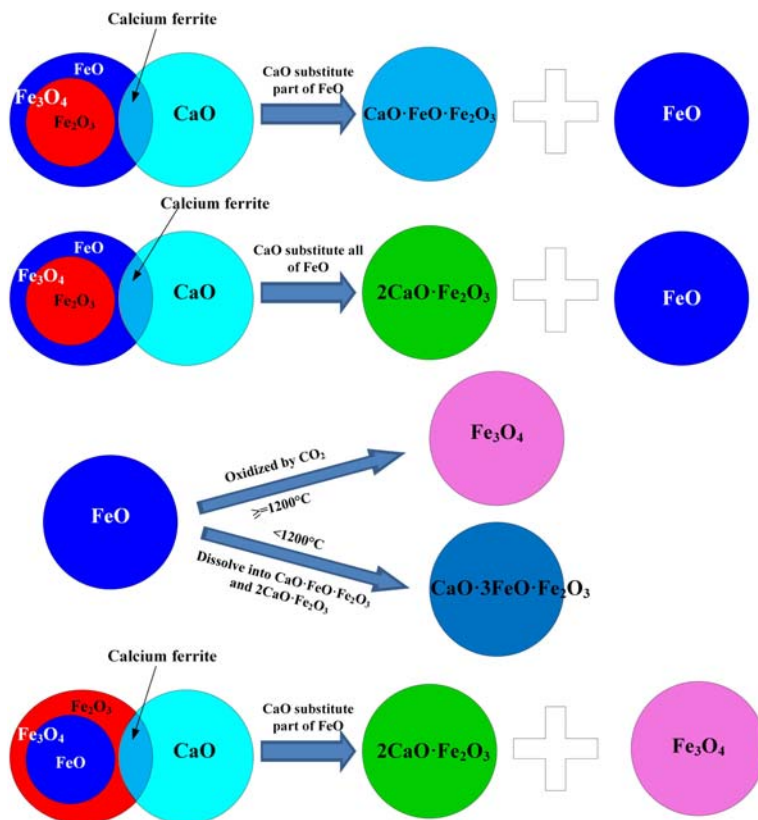 Calcium ferrite
FeO
Fe₃O₄
Fe₂O₃
CaO
CaO substitute
part of FeO
CaO·FeO·Fe₂O₃
FeO
Calcium ferrite
FeO
Fe₃O₄
Fe₂O₃
CaO
CaO substitute all
of FeO
2CaO·Fe₂O₃
FeO
Fe₃O₄
Oxidized by CO₂
≥=1200°C
FeO
<1200°C
Dissolve into CaO·FeO·Fe₂O₃
and 2CaO·Fe₂O₃
CaO·3FeO·Fe₂O₃
Calcium ferrite
Fe₂O₃
Fe₃O₄
FeO
CaO
CaO substitute
part of FeO
2CaO·Fe₂O₃
Fe₃O₄